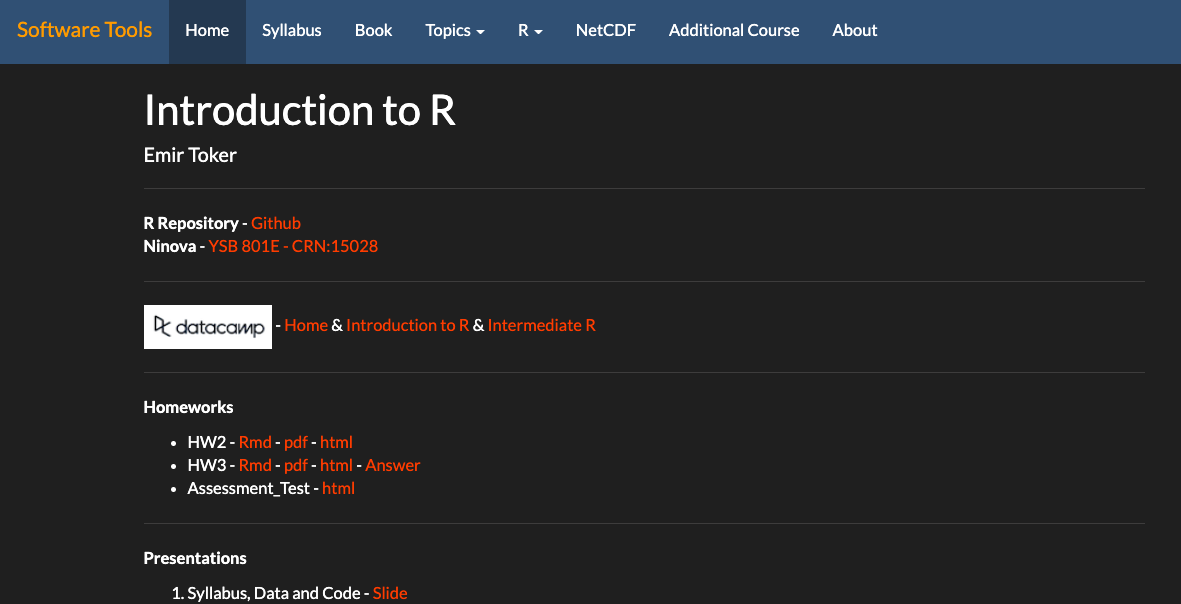 Software Tools Home Syllabus Book Topics R NetCDF Additional Course About
Introduction to R
Emir Toker
R Repository - Github
Ninova - YSB 801E - CRN:15028
datacamp - Home & Introduction to R & Intermediate R
Homeworks
HW2 - Rmd - pdf - html
HW3 - Rmd - pdf - html - Answer
Assessment_Test - html
Presentations
1. Syllabus, Data and Code - Slide